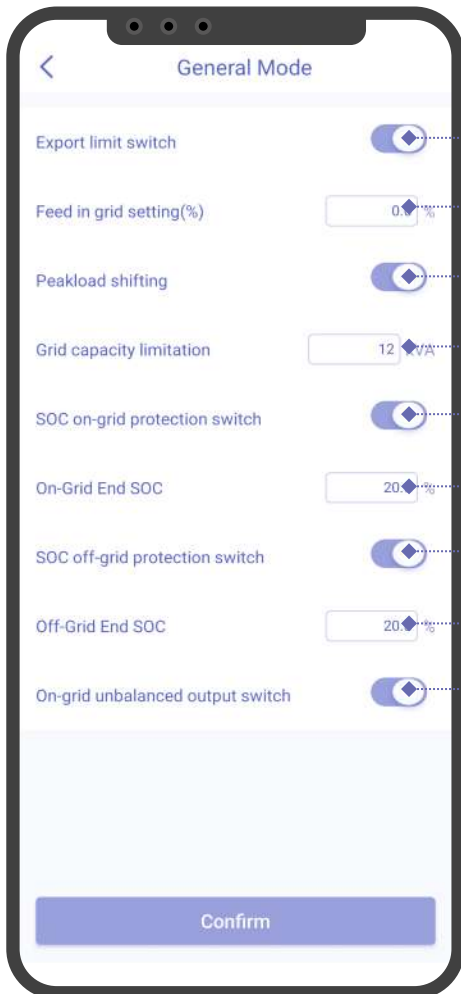 General Mode
Export limit switch
Feed in grid setting(%) %
Peakload shifting
Grid capacity limitation 12 kVA
SOC on-grid protection switch
On-Grid End SOC %
SOC off-grid protection switch
Off-Grid End SOC %
On-grid unbalanced output switch
Confirm